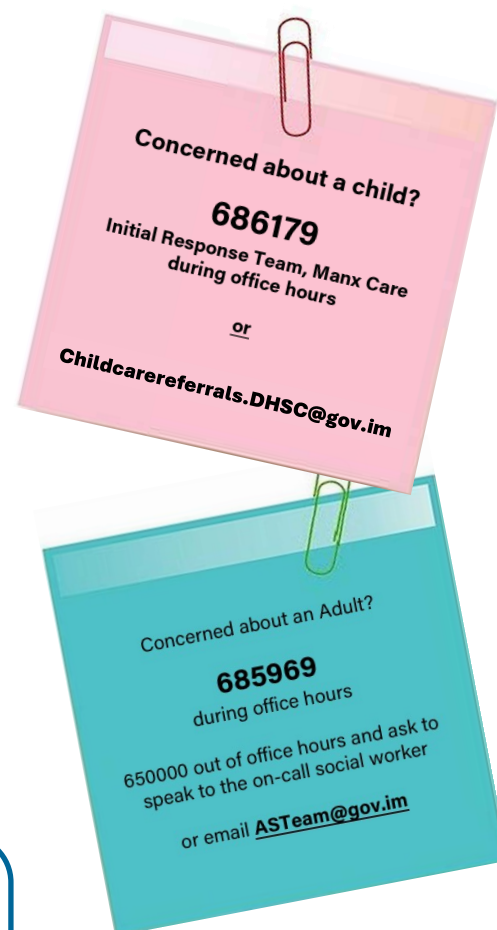 Concerned about a child?
686179
Initial Response Team, Manx Care
during office hours
or
Childcarereferrals.DHSC@gov.im
Concerned about an Adult?
685969
during office hours
650000 out of office hours and ask to
speak to the on-call social worker
or email ASTeam@gov.im